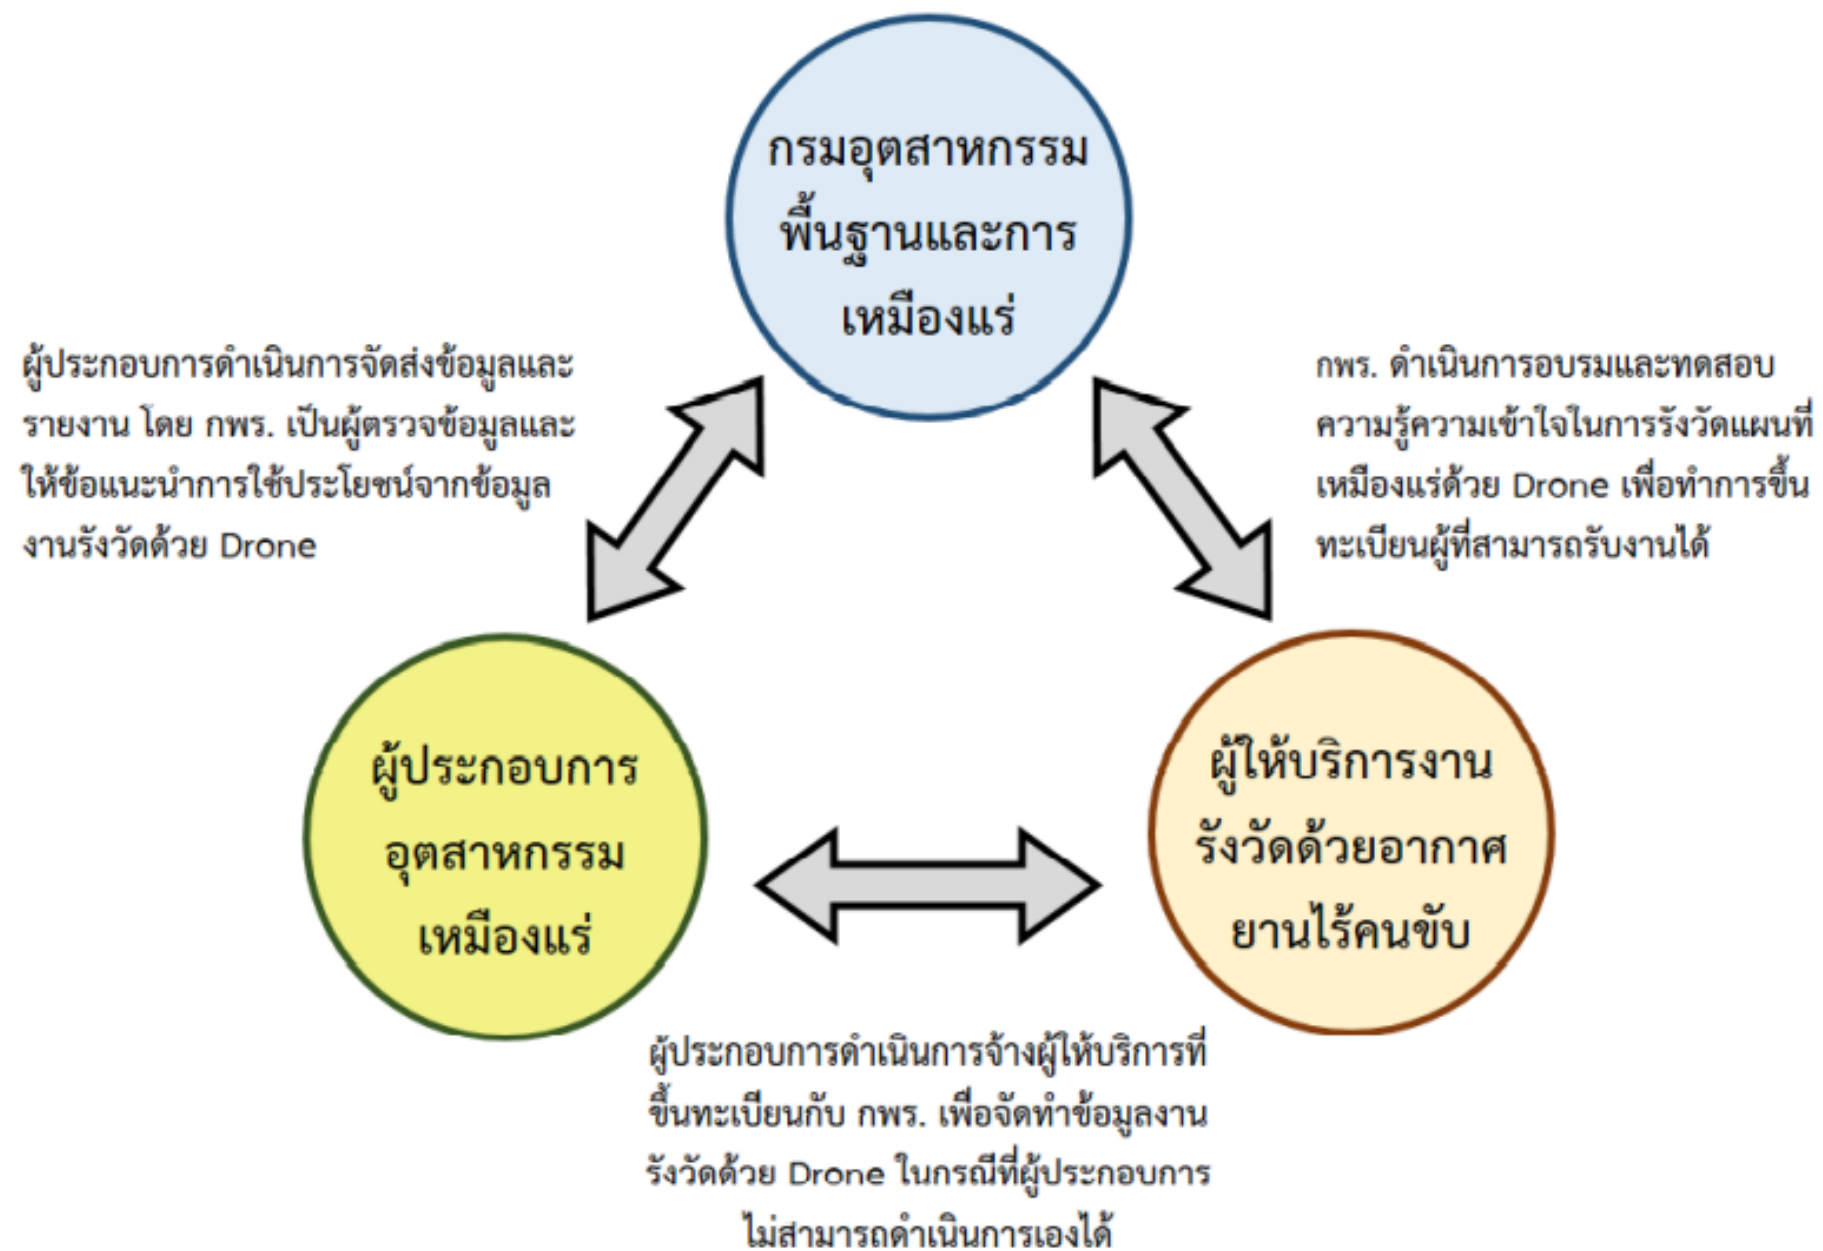 กรมอุตสาหกรรม
พื้นฐานและการ
เหมืองแร่
ผู้ประกอบการดำเนินการจัดส่งข้อมูลและ
รายงาน โดย กพร. เป็นผู้ตรวจข้อมูลและ
ให้ข้อแนะนำการใช้ประโยชน์จากข้อมูล
งานรังวัดด้วย Drone
กพร. ดำเนินการอบรมและทดสอบ
ความรู้ความเข้าใจในการรังวัดแผนที่
เหมืองแร่ด้วย Drone เพื่อทำการขึ้น
ทะเบียนผู้ที่สามารถรับงานได้
ผู้ประกอบการ
อุตสาหกรรม
เหมืองแร่
ผู้ให้บริการงาน
รังวัดด้วยอากาศ
ยานไร้คนขับ
ผู้ประกอบการดำเนินการจ้างผู้ให้บริการที่
ขึ้นทะเบียนกับ กพร. เพื่อจัดทำข้อมูลงาน
รังวัดด้วย Drone ในกรณีที่ผู้ประกอบการ
ไม่สามารถดำเนินการเองได้